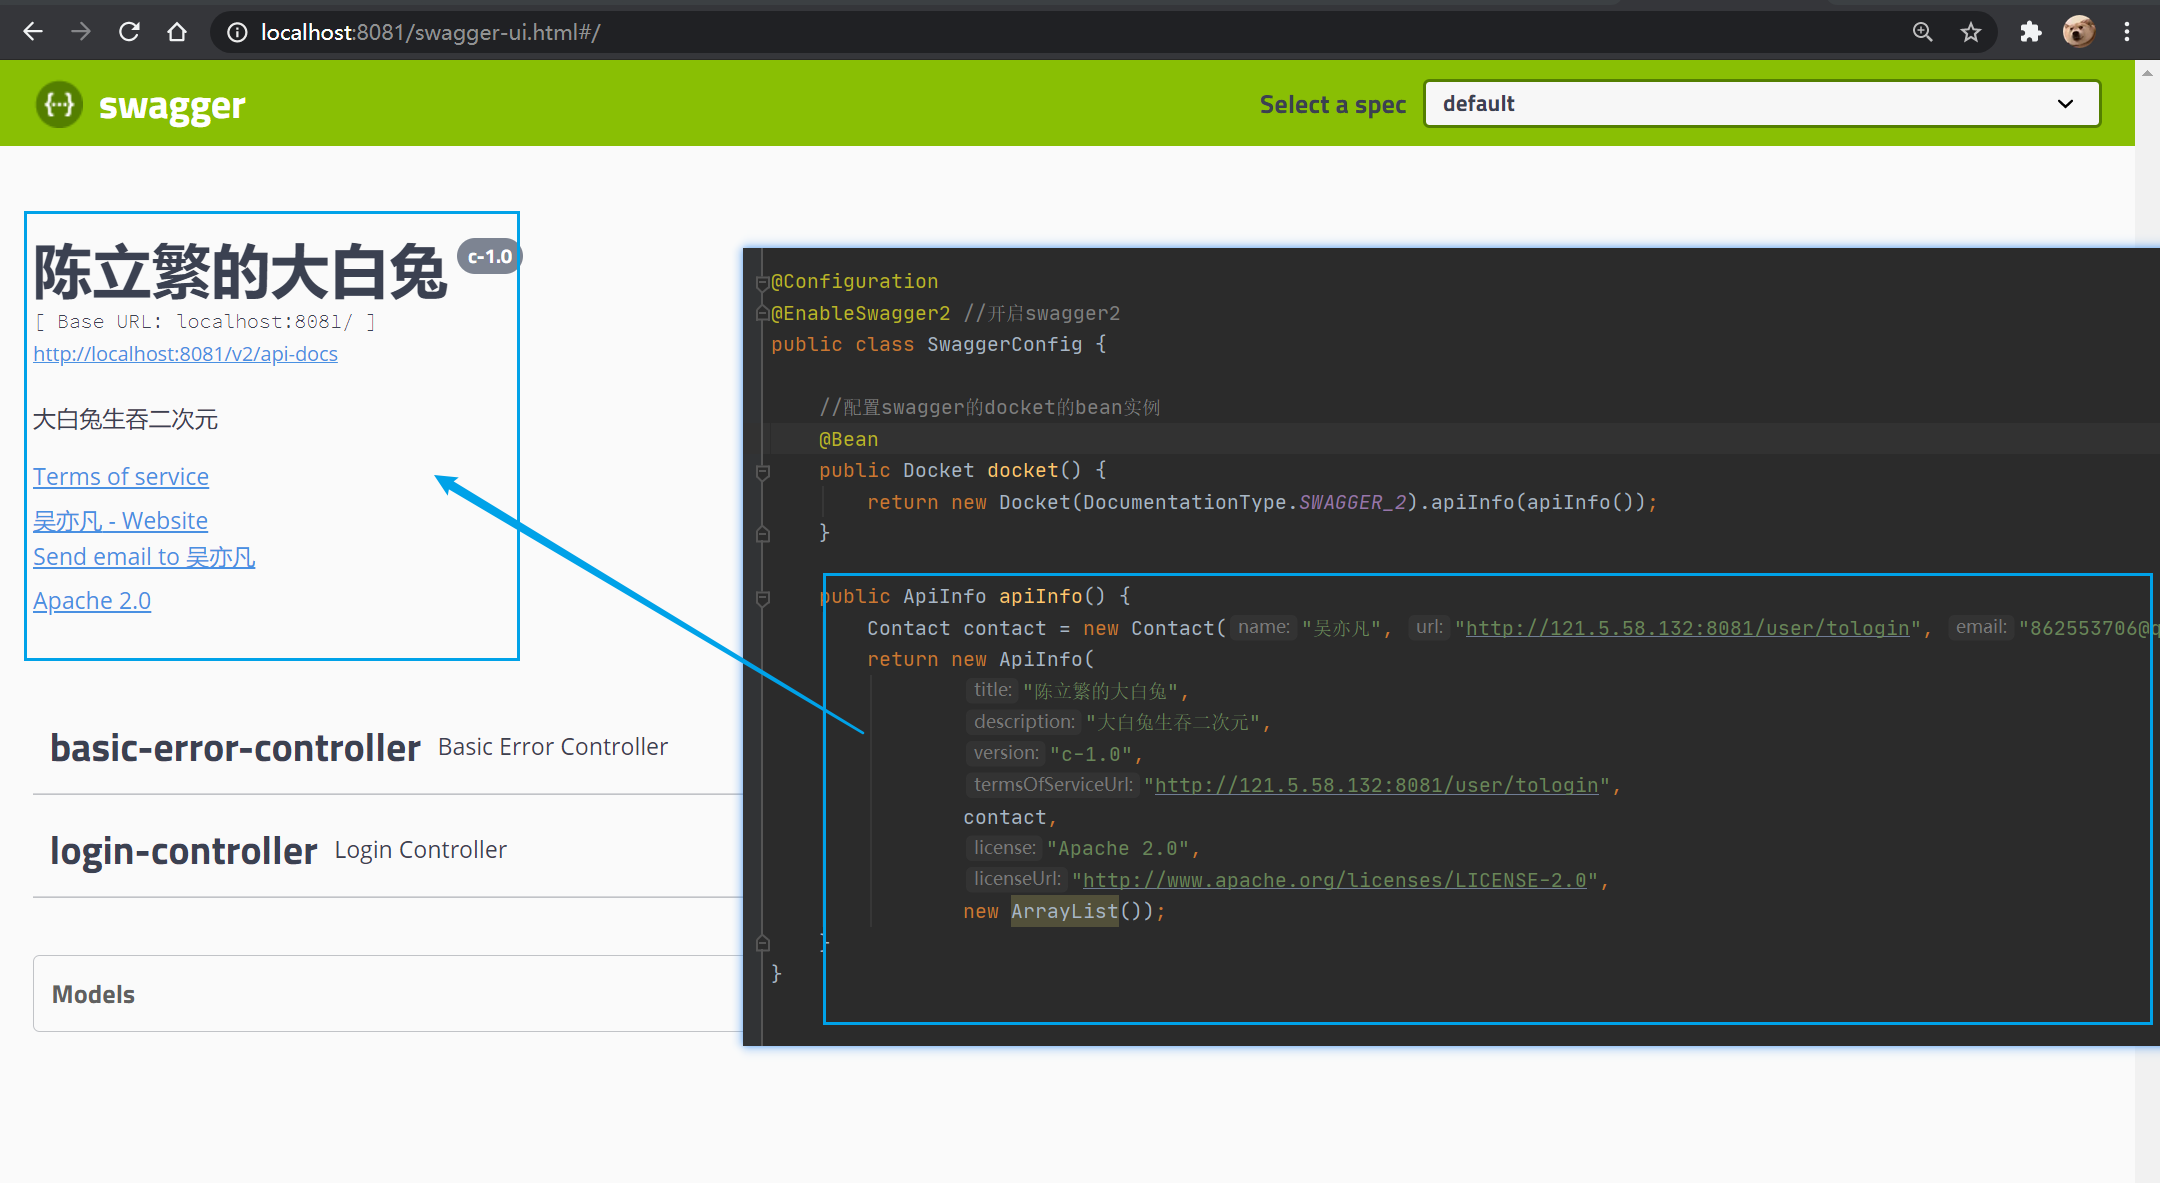 localhost:8081/swagger-ui.html#/
swagger
Select a spec
default
陈立繁的大白兔 c-1.0
[ Base URL: localhost:8081/ ]
http://localhost:8081/v2/api-docs
大白兔生吞二次元
Terms of service
吴亦凡 - Website
Send email to 吴亦凡
Apache 2.0
basic-error-controller Basic Error Controller
login-controller Login Controller
Models
@Configuration
@EnableSwagger2 //开启swagger2
public class SwaggerConfig {
//配置swagger的docket的bean实例
@Bean
public Docket docket() {
return new Docket(DocumentationType.SWAGGER_2).apiInfo(apiInfo());
}
public ApiInfo apiInfo() {
Contact contact = new Contact( name: "吴亦凡", url: "http://121.5.58.132:8081/user/tologin", email: "862553706@q
return new ApiInfo(
title: "陈立繁的大白兔",
description: "大白兔生吞二次元",
version: "c-1.0",
termsOfServiceUrl: "http://121.5.58.132:8081/user/tologin",
contact,
license: "Apache 2.0",
licenseUrl: "http://www.apache.org/licenses/LICENSE-2.0",
new ArrayList());
}
}